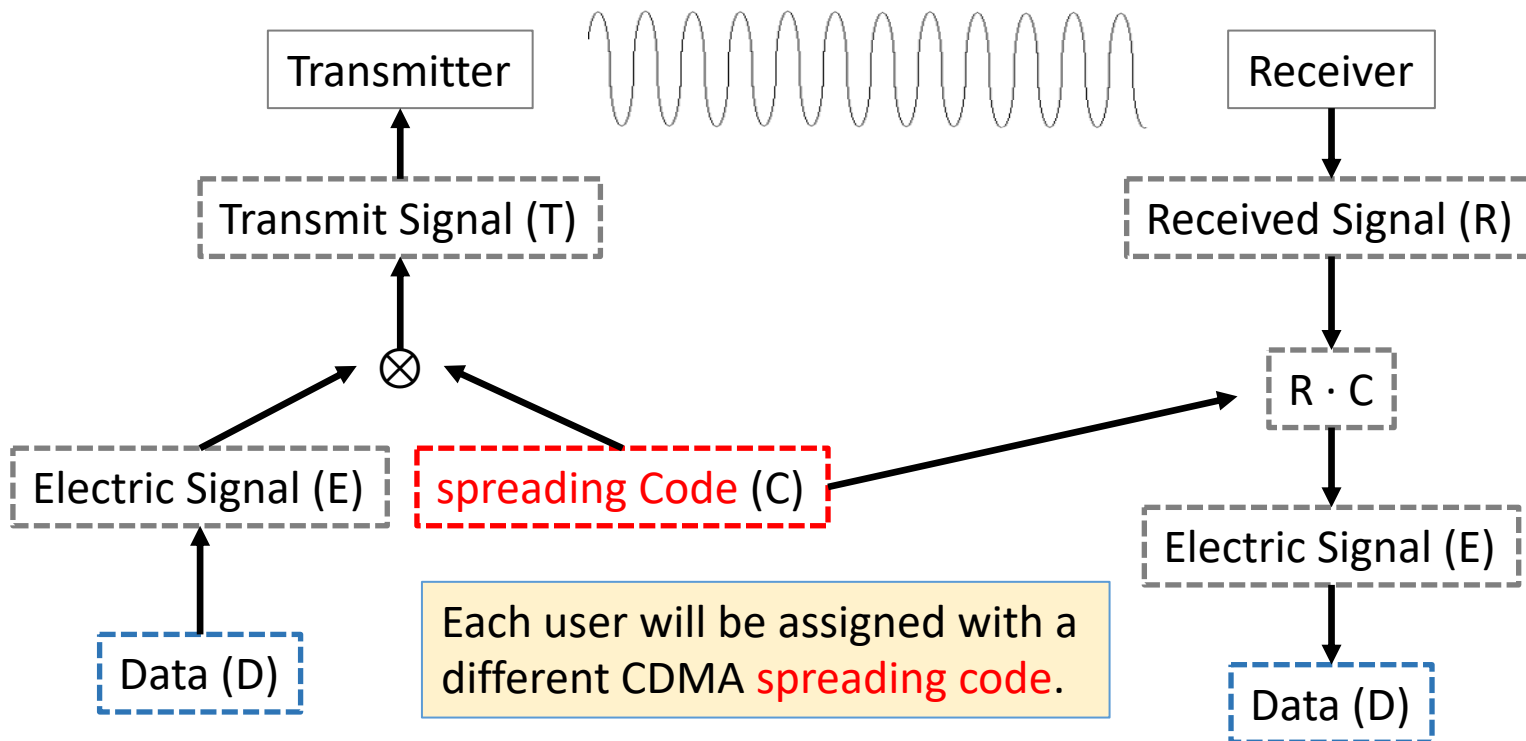 Transmitter
Receiver
Transmit Signal (T)
Received Signal (R)
R · C
Electric Signal (E)
spreading Code (C)
Electric Signal (E)
Each user will be assigned with a
different CDMA spreading code.
Data (D)
Data (D)